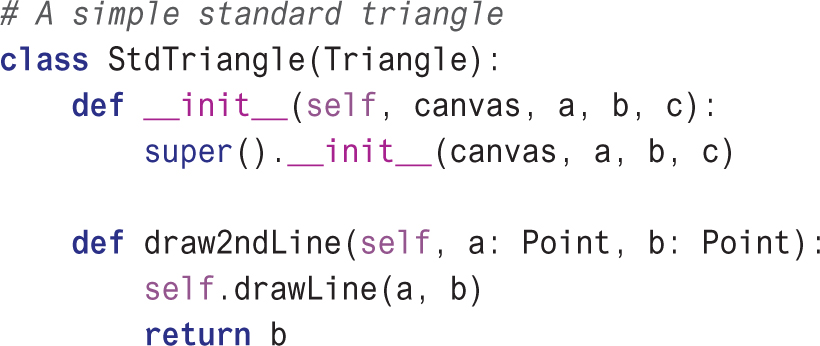 # A simple standard triangle
class StdTriangle(Triangle):
    def __init__(self, canvas, a, b, c):
        super().__init__(canvas, a, b, c)

    def draw2ndLine(self, a: Point, b: Point):
        self.drawLine(a, b)
        return b